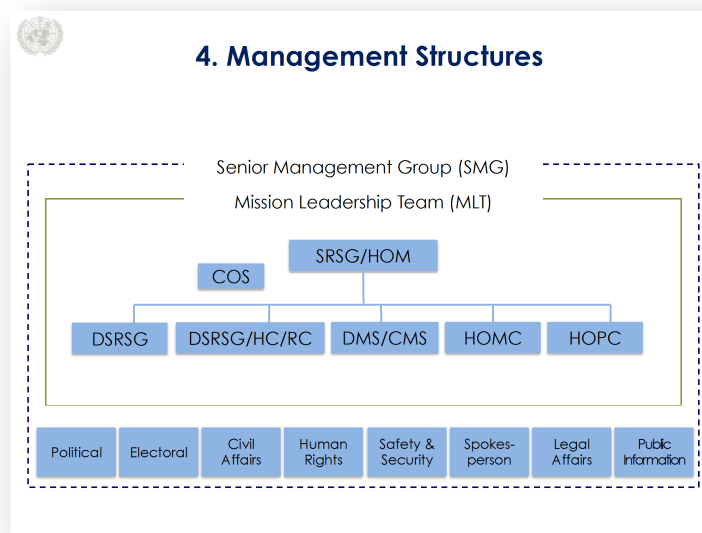 4. Management Structures
Senior Management Group (SMG)
Mission Leadership Team (MLT)
SRSG/HOM
COS
DSRSG
DSRSG/HC/RC
DMS/CMS
HOMC
HOPC
Political
Electoral
Civil
Affairs
Human
Rights
Safety &
Security
Spokes-
person
Legal
Affairs
Public
Information